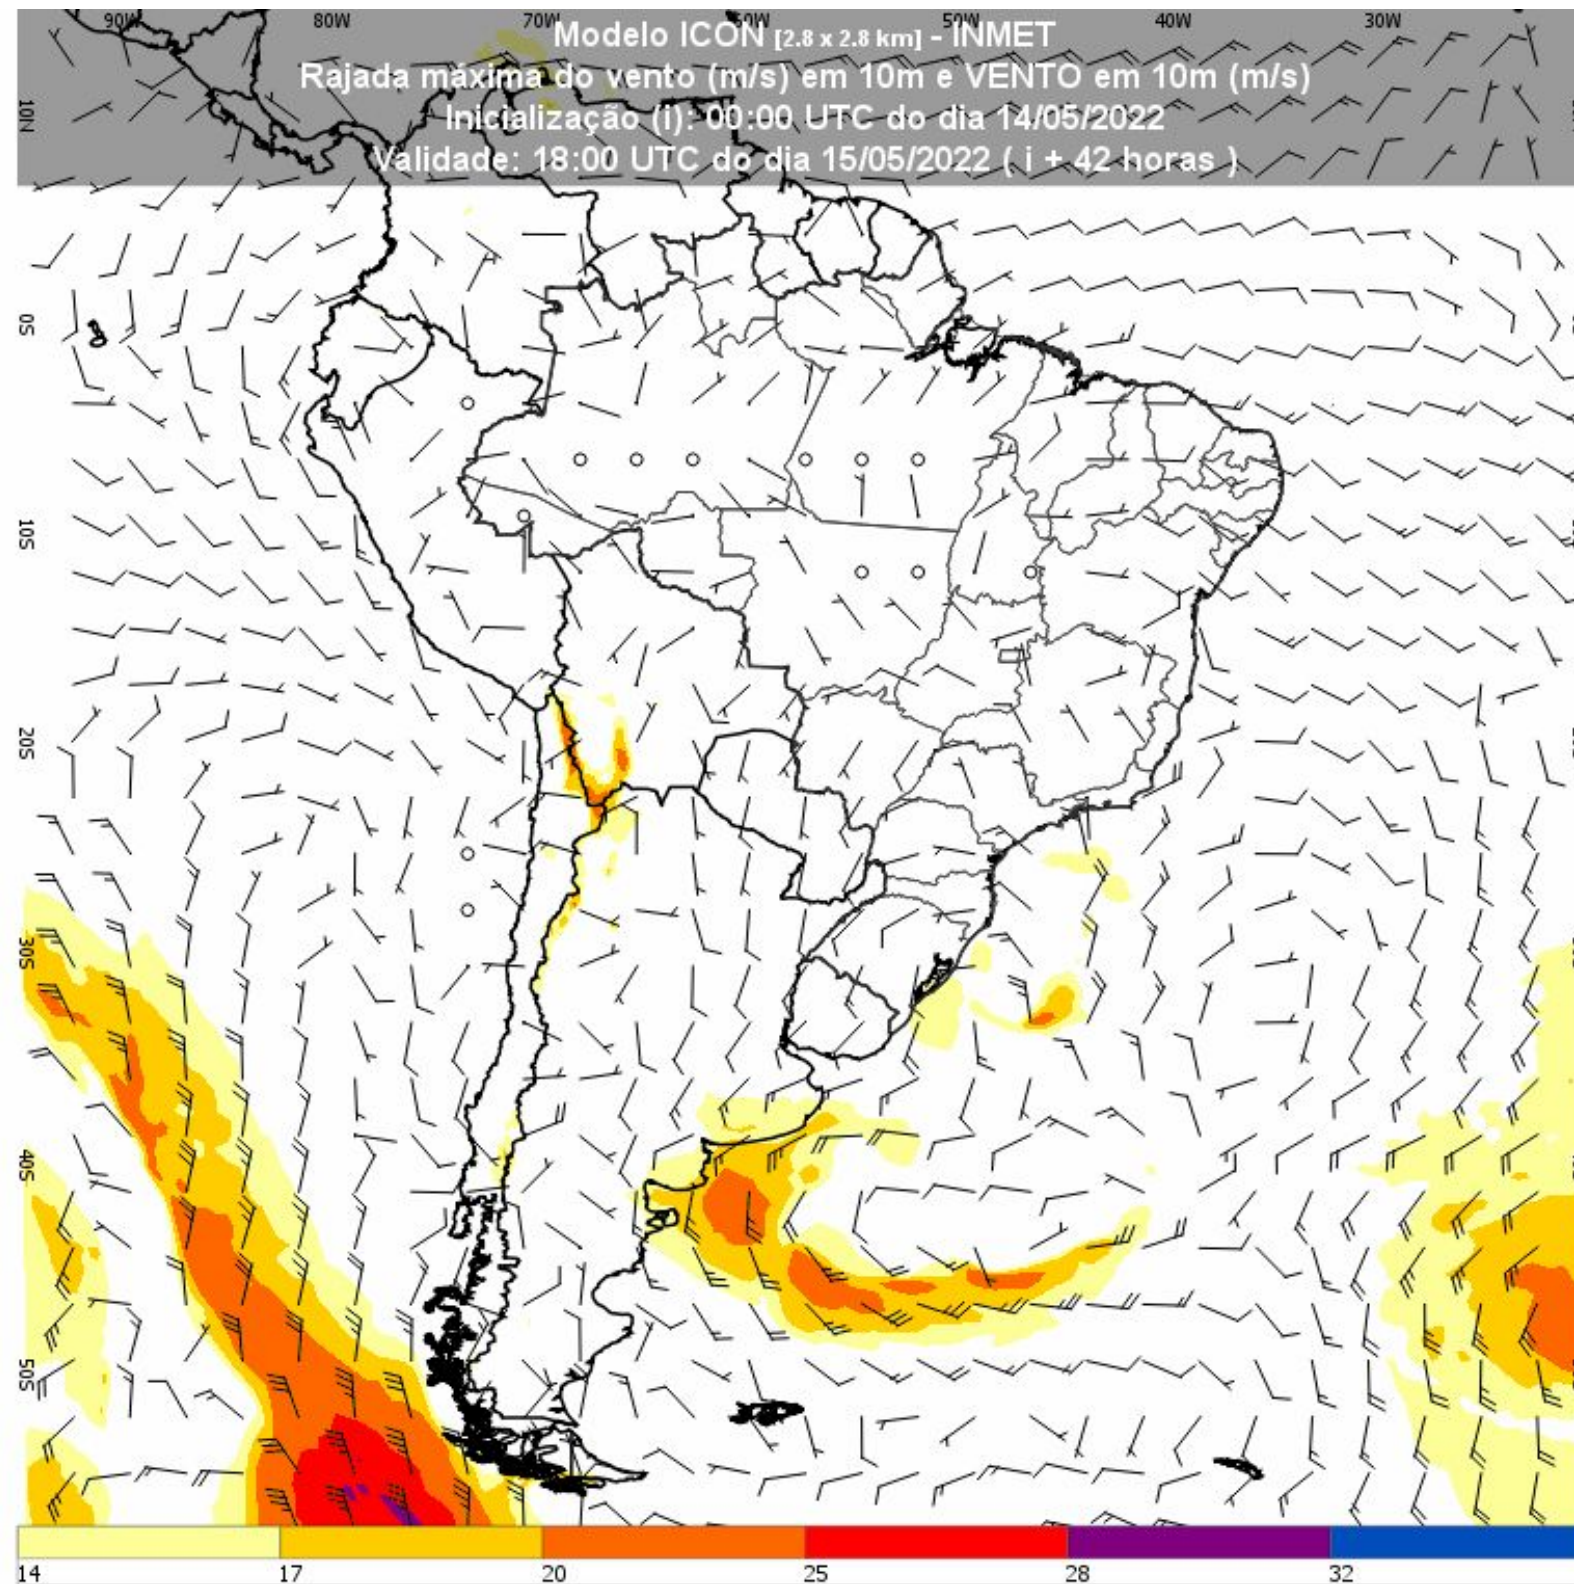 90W 80W 70W 60W 50W 40W 30W
Modelo ICON [2.8 x 2.8 km] - INMET
Rajada máxima do vento (m/s) em 10m e VENTO em 10m (m/s)
Inicialização (i): 00:00 UTC do dia 14/05/2022
Validade: 18:00 UTC do dia 15/05/2022 ( i + 42 horas )
10N
0S
10S
20S
30S
40S
50S
14 17 20 25 28 32